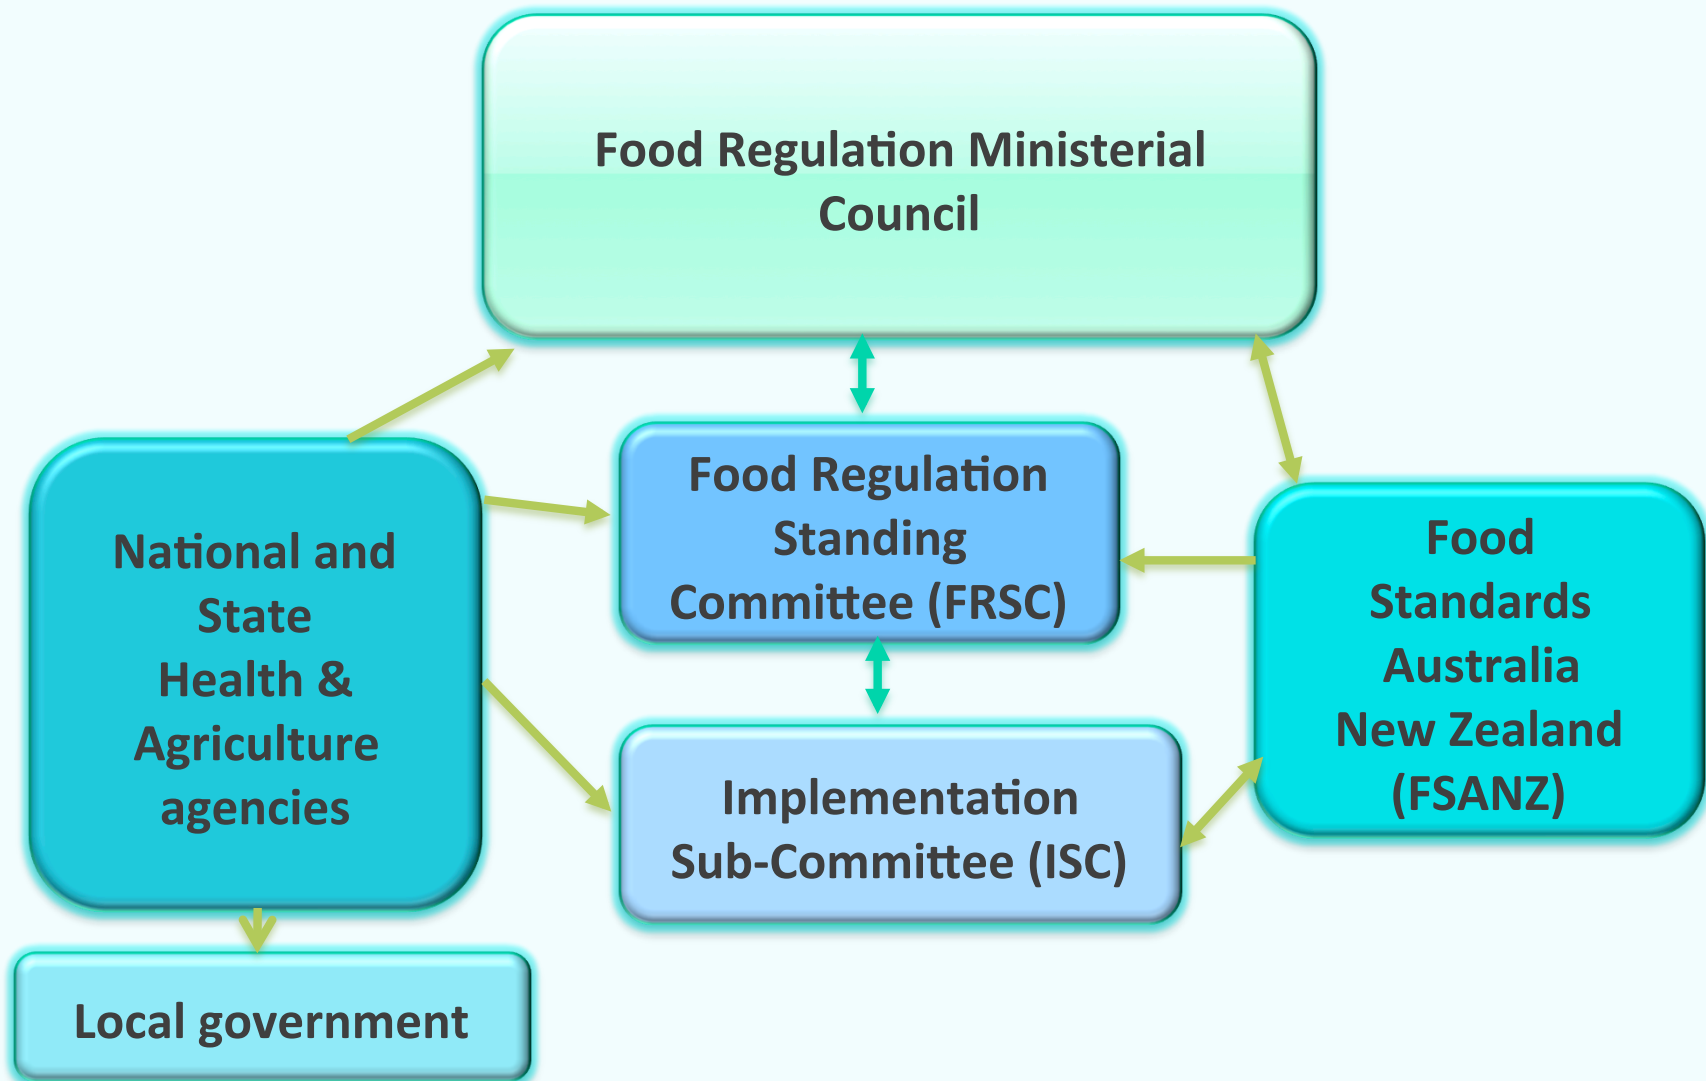 Food Regulation Ministerial
Council
Food Regulation
Standing
Committee (FRSC)
National and
State
Health &
Agriculture
agencies
Food
Standards
Australia
New Zealand
(FSANZ)
Implementation
Sub-Committee (ISC)
Local government